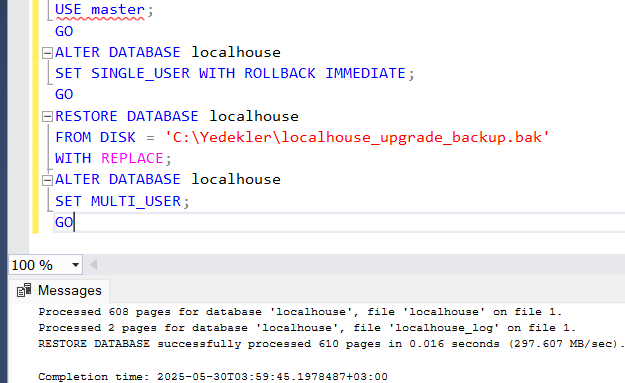 USE master;
GO
ALTER DATABASE localhouse
SET SINGLE_USER WITH ROLLBACK IMMEDIATE;
GO
RESTORE DATABASE localhouse
FROM DISK = 'C:\Yedekler\localhouse_upgrade_backup.bak'
WITH REPLACE;
ALTER DATABASE localhouse
SET MULTI_USER;
GO
100 %
Messages
Processed 608 pages for database 'localhouse', file 'localhouse' on file 1.
Processed 2 pages for database 'localhouse', file 'localhouse_log' on file 1.
RESTORE DATABASE successfully processed 610 pages in 0.016 seconds (297.607 MB/sec).
Completion time: 2025-05-30T03:59:45.1978487+03:00